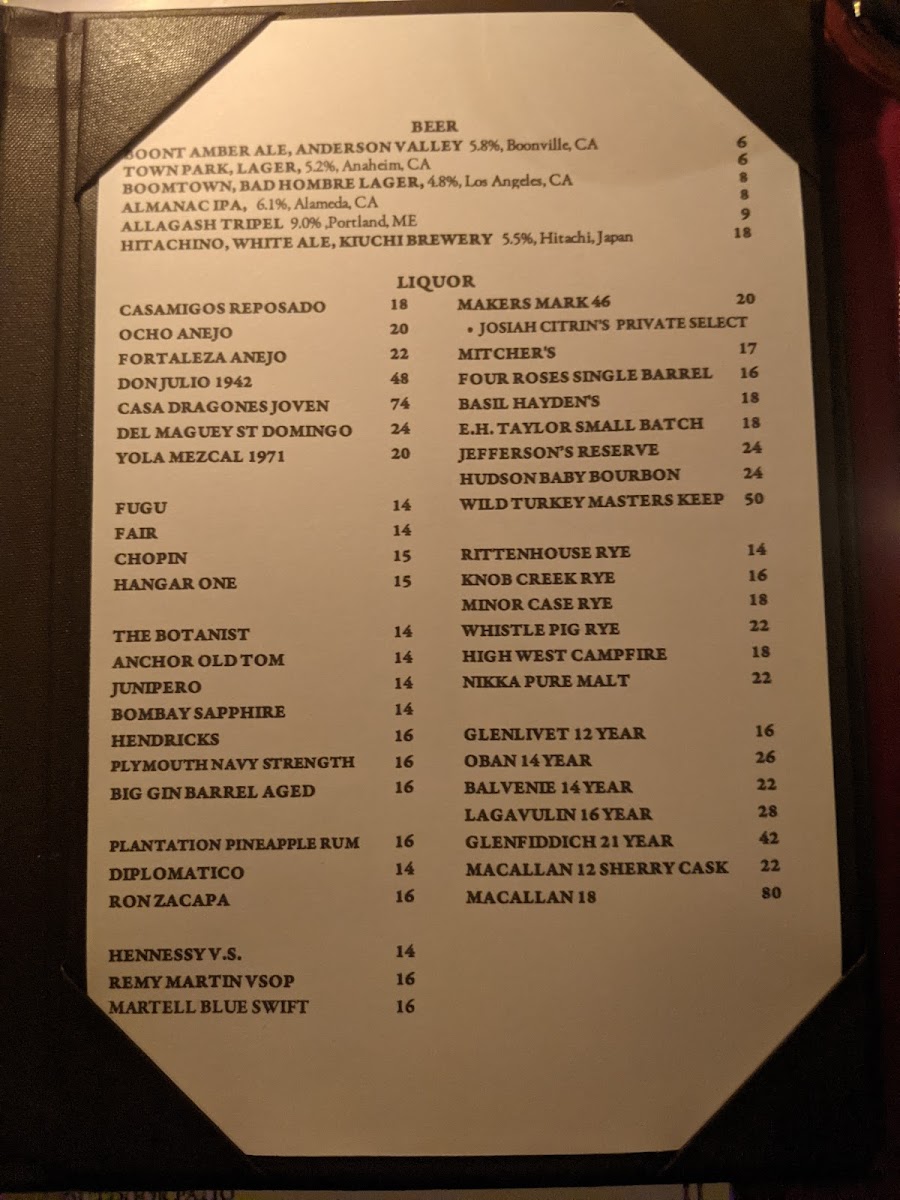 BEER
BOONT AMBER ALE, ANDERSON VALLEY 5.8%, Boonville, CA 6
TOWN PARK, LAGER, 5.2%, Anaheim, CA 6
BOOMTOWN, BAD HOMBRE LAGER, 4.8%, Los Angeles, CA 8
ALMANAC IPA, 6.1%, Alameda, CA 8
ALLAGASH TRIPEL 9.0% ,Portland, ME 9
HITACHINO, WHITE ALE, KIUCHI BREWERY 5.5%, Hitachi, Japan 18
LIQUOR
CASAMIGOS REPOSADO 18
OCHO ANEJO 20
FORTALEZA ANEJO 22
DON JULIO 1942 48
CASA DRAGONES JOVEN 74
DEL MAGUEY ST DOMINGO 24
YOLA MEZCAL 1971 20
FUGU 14
FAIR 14
CHOPIN 15
HANGAR ONE 15
THE BOTANIST 14
ANCHOR OLD TOM 14
JUNIPERO 14
BOMBAY SAPPHIRE 14
HENDRICKS 16
PLYMOUTH NAVY STRENGTH 16
BIG GIN BARREL AGED 16
PLANTATION PINEAPPLE RUM 16
DIPLOMATICO 14
RON ZACAPA 16
HENNESSY V.S. 14
REMY MARTIN VSOP 16
MARTELL BLUE SWIFT 16
MAKERS MARK 46 20
• JOSIAH CITRIN'S PRIVATE SELECT
MITCHER'S 17
FOUR ROSES SINGLE BARREL 16
BASIL HAYDEN'S 18
E.H. TAYLOR SMALL BATCH 18
JEFFERSON'S RESERVE 24
HUDSON BABY BOURBON 24
WILD TURKEY MASTERS KEEP 50
RITTENHOUSE RYE 14
KNOB CREEK RYE 16
MINOR CASE RYE 18
WHISTLE PIG RYE 22
HIGH WEST CAMPFIRE 18
NIKKA PURE MALT 22
GLENLIVET 12 YEAR 16
OBAN 14 YEAR 26
BALVENIE 14 YEAR 22
LAGAVULIN 16 YEAR 28
GLENFIDDICH 21 YEAR 42
MACALLAN 12 SHERRY CASK 22
MACALLAN 18 80